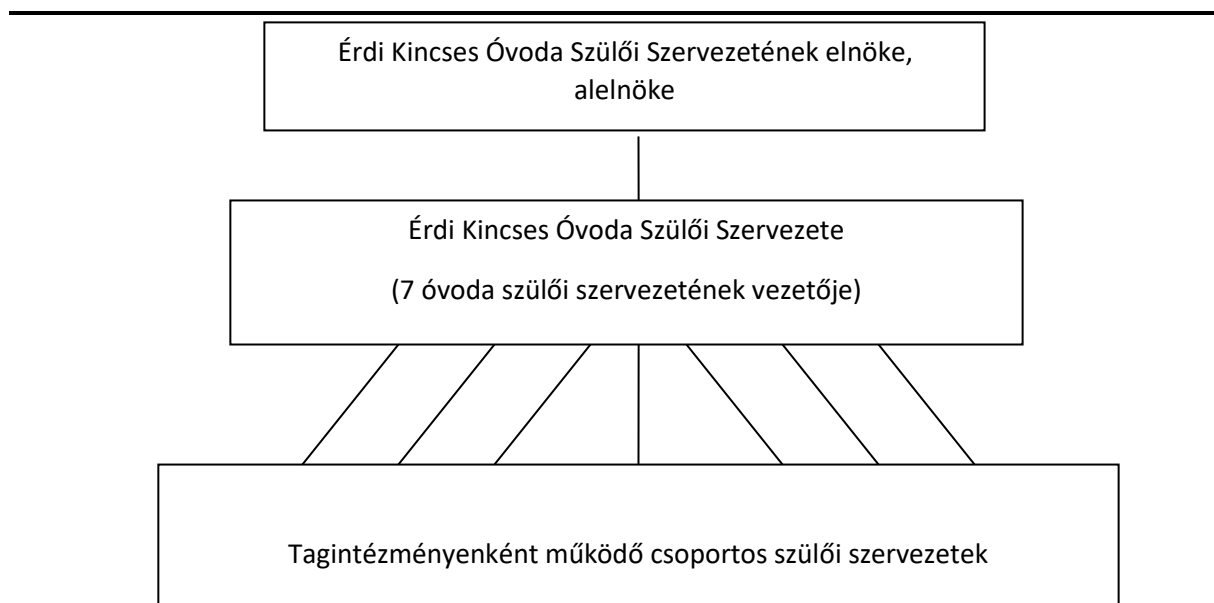 Érdi Kincses Óvoda Szülői Szervezetének elnöke,
alelnöke
Érdi Kincses Óvoda Szülői Szervezete
(7 óvoda szülői szervezetének vezetője)
Tagintézményenként működő csoportos szülői szervezetek